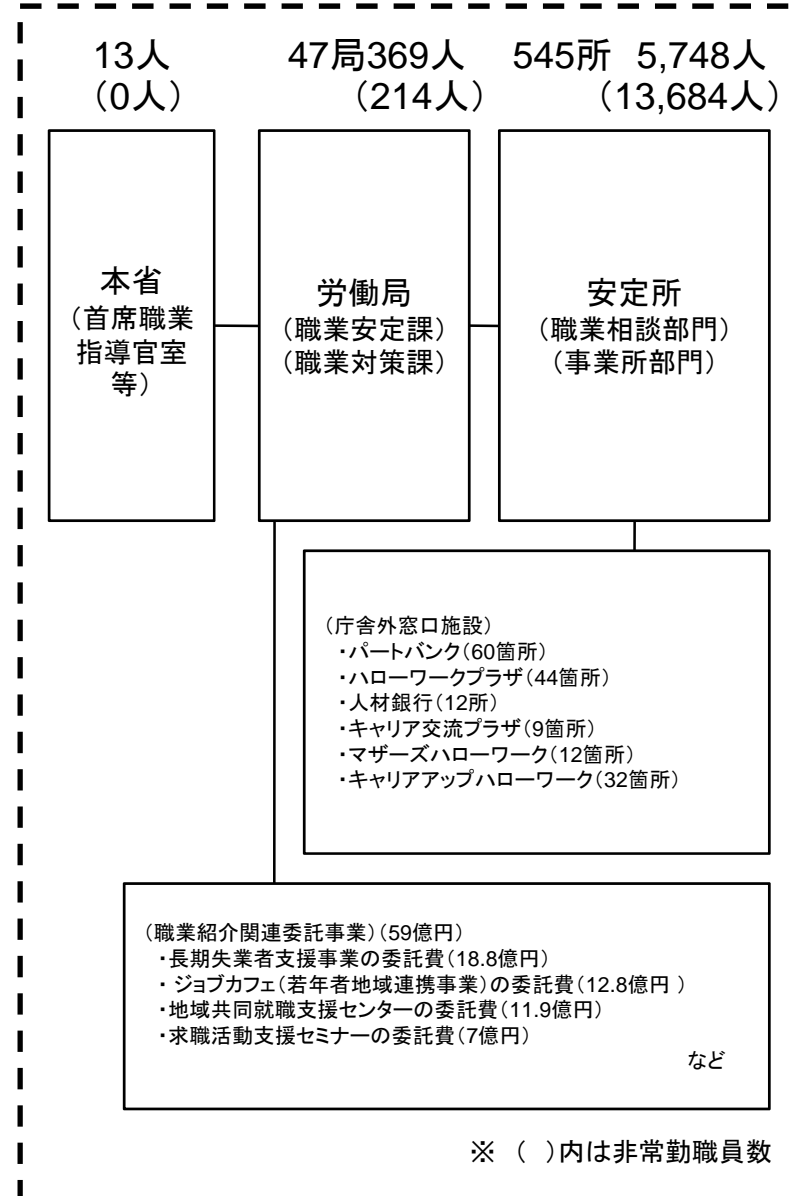 13人
（0人）
47局369人
（214人）
545所 5,748人
（13,684人）
本省
（首席職業
指導官室
等）
労働局
（職業安定課）
（職業対策課）
安定所
（職業相談部門）
（事業所部門）
（庁舎外窓口施設）
・パートバンク（60箇所）
・ハローワークプラザ（44箇所）
・人材銀行（12所）
・キャリア交流プラザ（9箇所）
・マザーズハローワーク（12箇所）
・キャリアアップハローワーク（32箇所）
（職業紹介関連委託事業）（59億円）
・長期失業者支援事業の委託費（18.8億円）
・ジョブカフェ（若年者地域連携事業）の委託費（12.8億円 ）
・地域共同就職支援センターの委託費（11.9億円）
・求職活動支援セミナーの委託費（7億円）
など
※ （ ）内は非常勤職員数